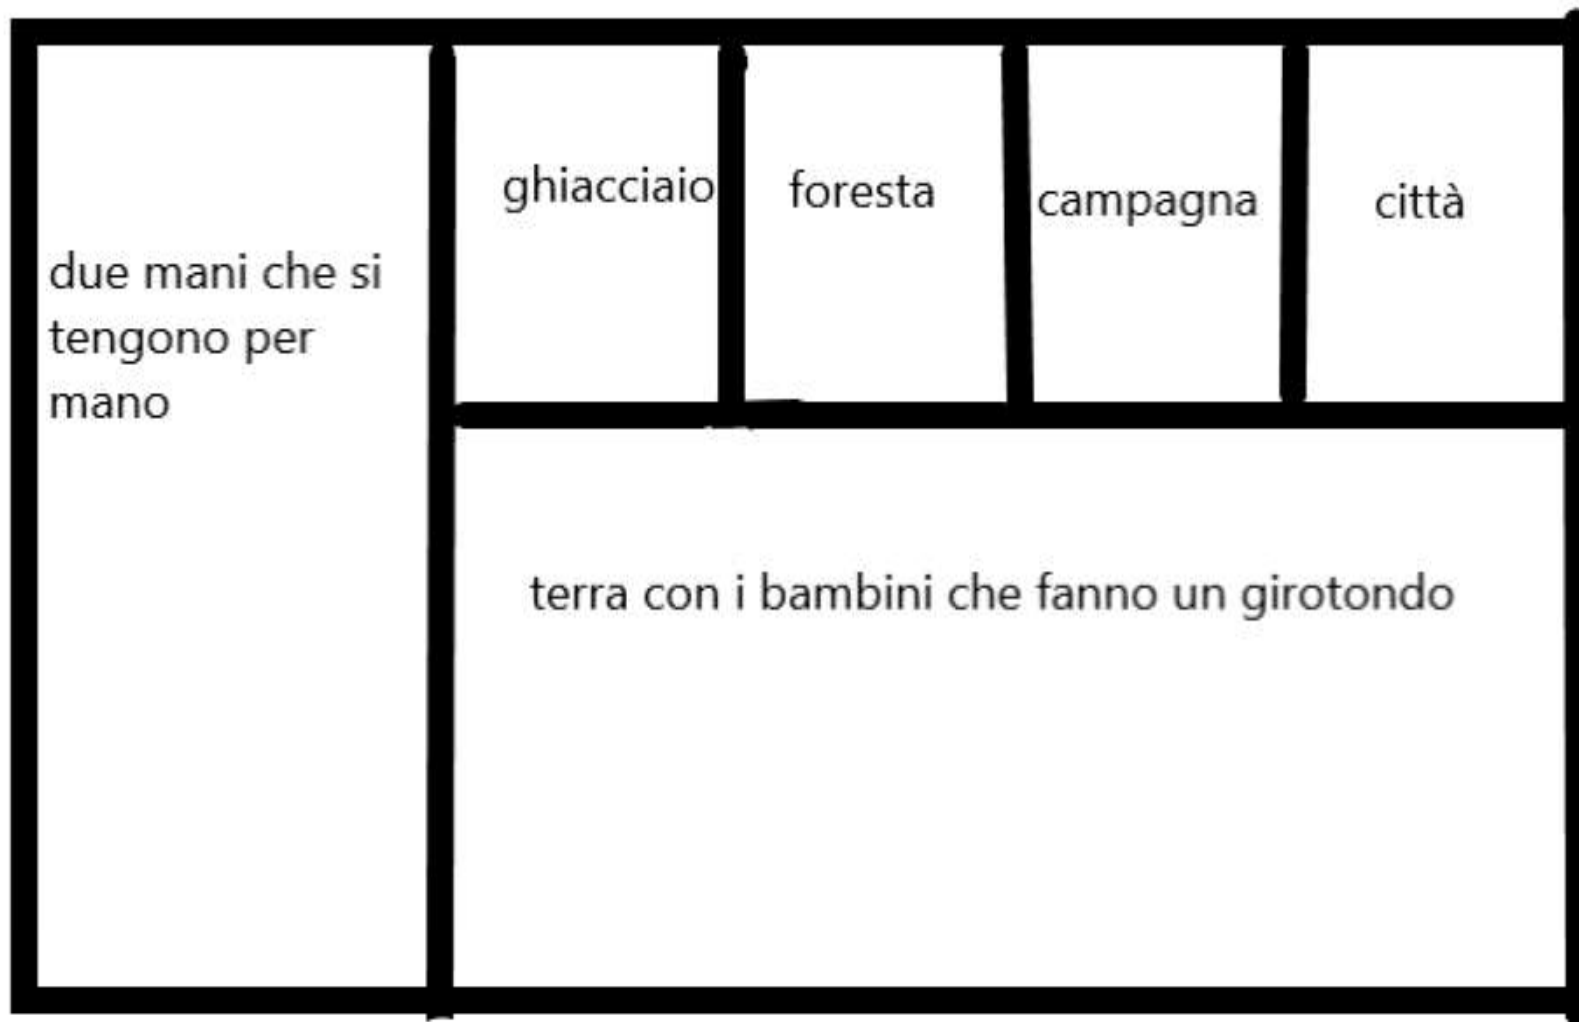 due mani che si
tengono per
mano
ghiacciaio
foresta
campagna
città
terra con i bambini che fanno un girotondo